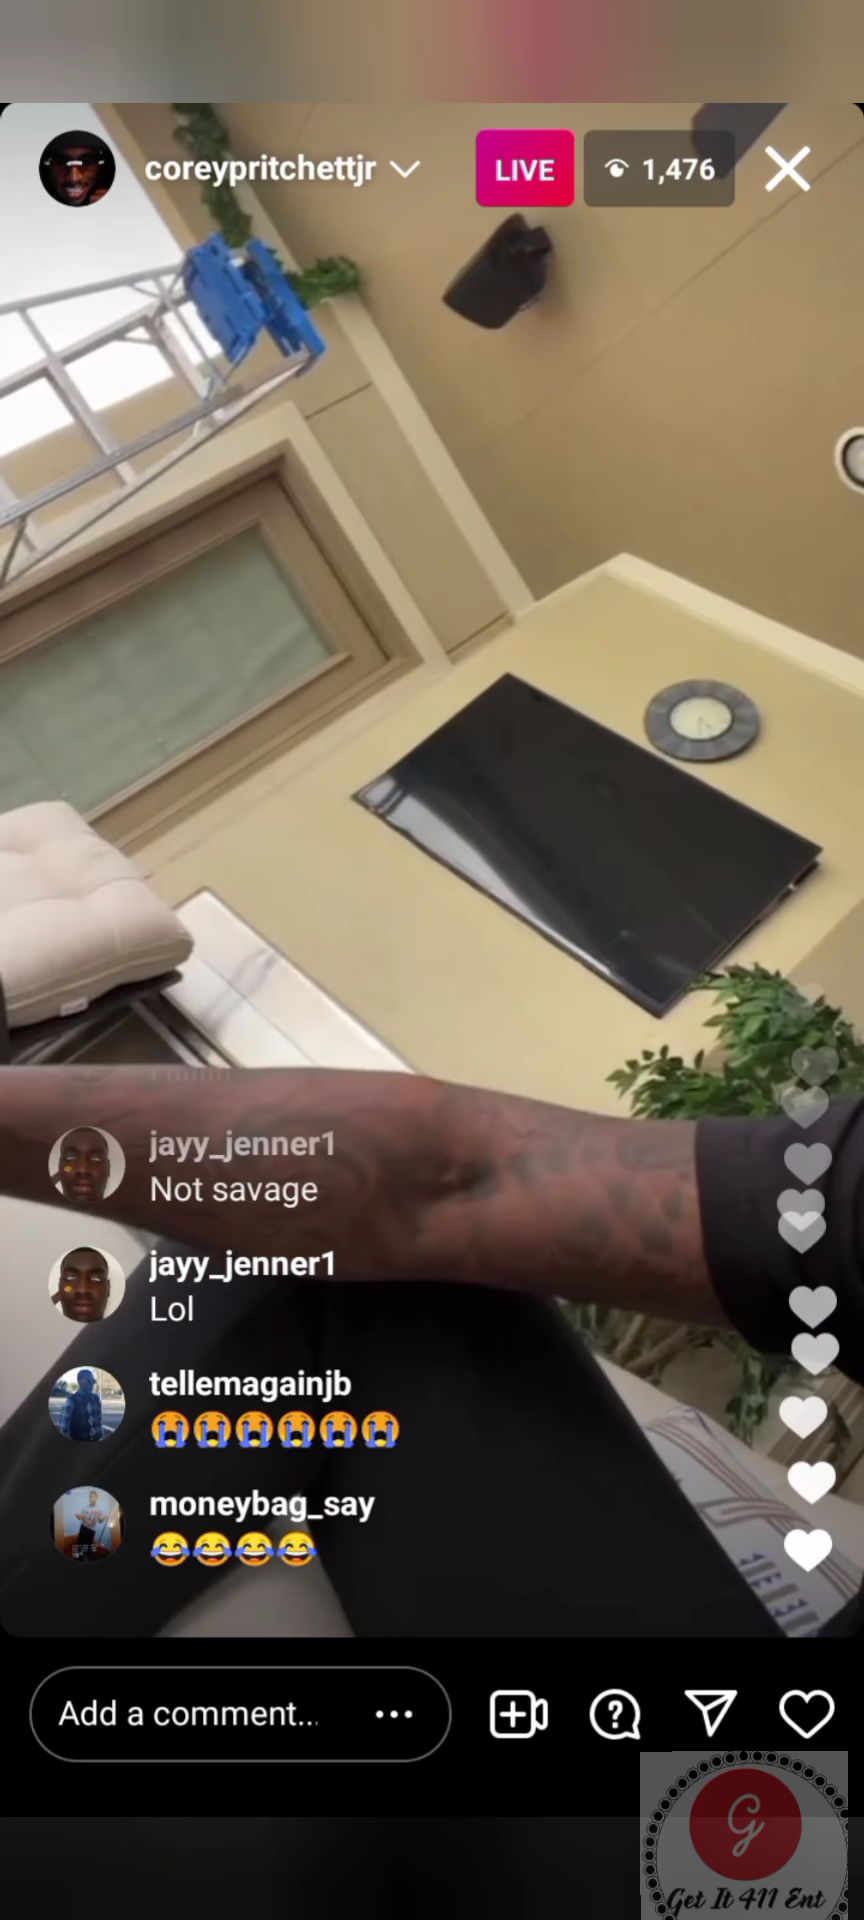 coreypritchettjr
LIVE
1,476
jayy_jenner1
Not savage
jayy_jenner1
Lol
tellemagainjb
😭😭😭😭😭😭
moneybag_say
😂😂😂😂
Add a comment...
G
Get It 411 Ent